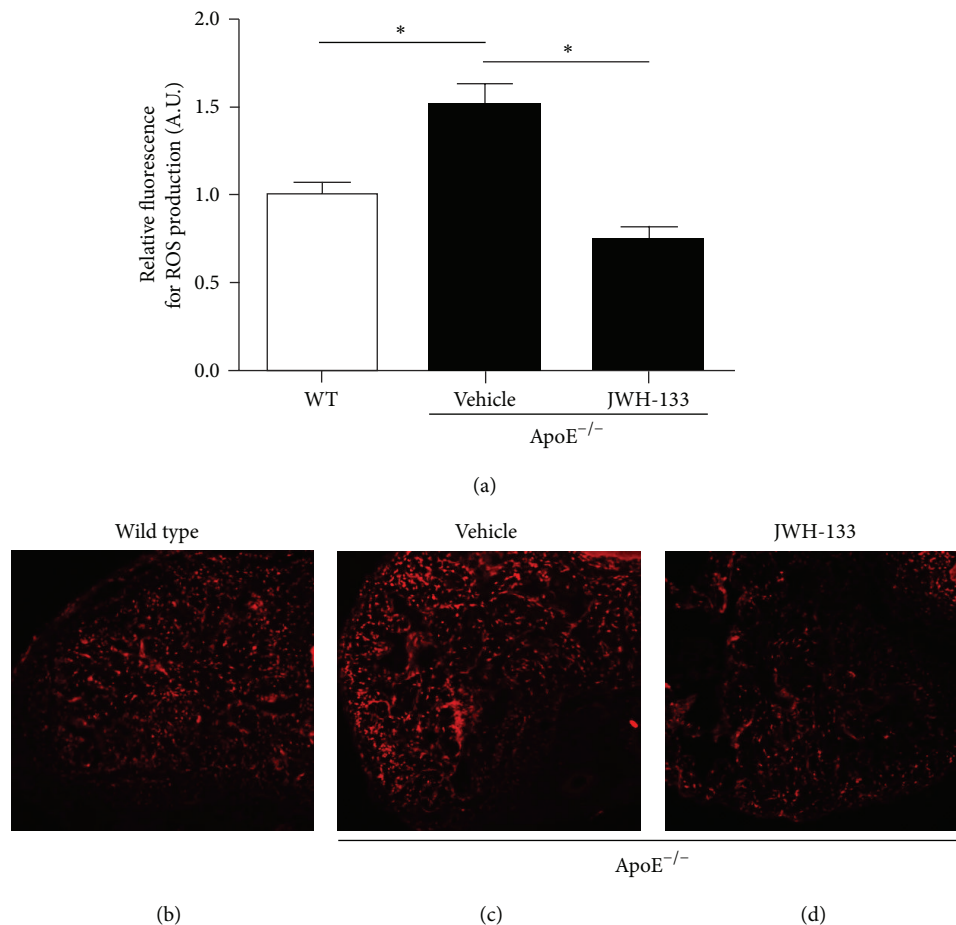 2.0
*
*
1.5
1.0
0.5
0.0
Relative fluorescence
for ROS production (A.U.)
WT
Vehicle
JWH-133
ApoE⁻/⁻
(a)
Wild type
Vehicle
JWH-133
ApoE⁻/⁻
(b)
(c)
(d)